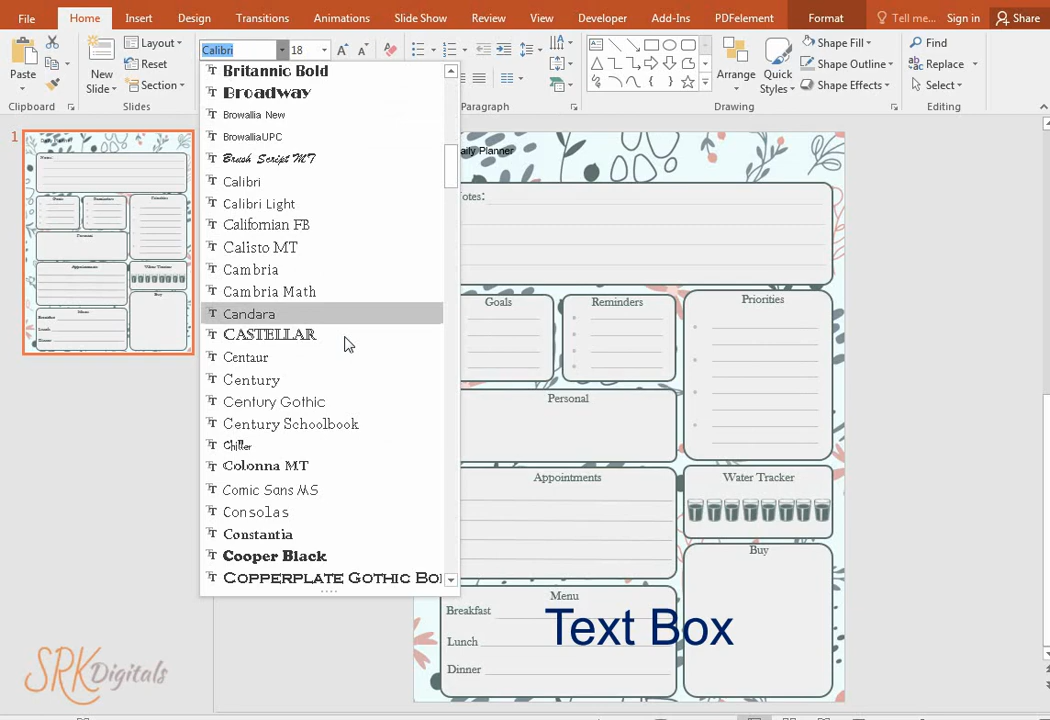 File Home Insert Design Transitions Animations Slide Show Review View Developer Add-Ins PDFelement Format Tell me... Sign in Share
Paste
New
Slide
Layout
Reset
Section
Calibri 18
Arrange
Quick
Styles
Shape Fill
Shape Outline
Shape Effects
Find
Replace
Select
Clipboard Slides Paragraph Drawing Editing
1
Britannic Bold
Broadway
Browallia New
BrowalliaUPC
Brush Script MT
Calibri
Calibri Light
Californian FB
Calisto MT
Cambria
Cambria Math
Candara
CASTELLAR
Centaur
Century
Century Gothic
Century Schoolbook
Chiller
Colonna MT
Comic Sans MS
Consolas
Constantia
Cooper Black
Copperplate Gothic Bol
aily Planner
otes:
Goals
Reminders
Priorities
Personal
Appointments
Water Tracker
Buy
Menu
Breakfast
Lunch
Dinner
Text Box
SRK Digitals